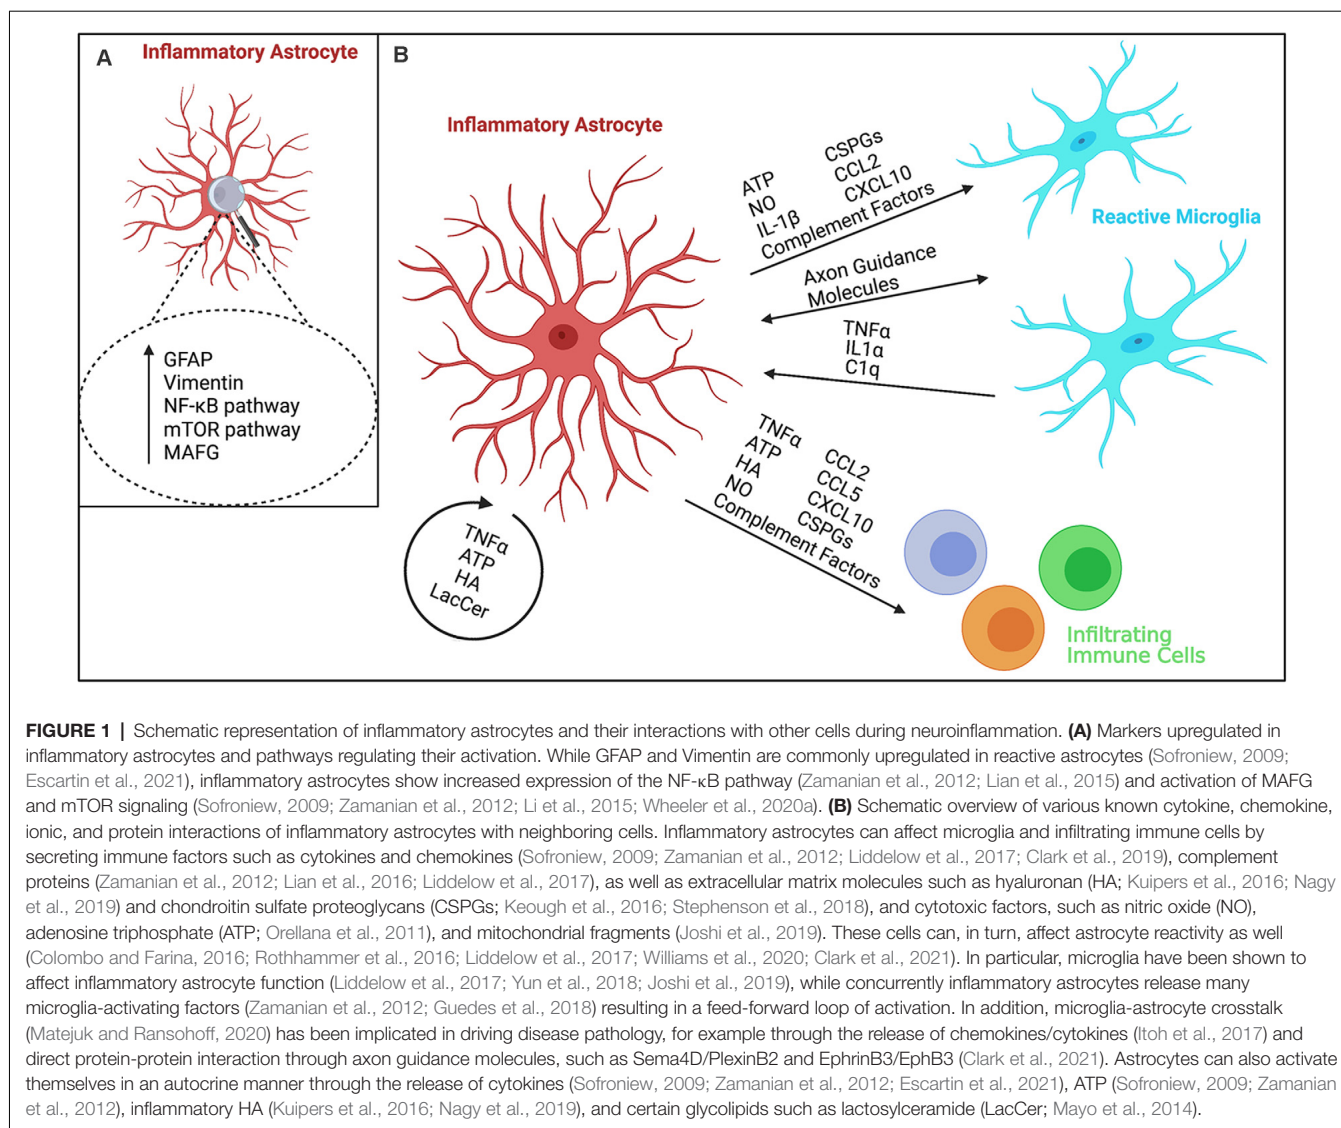 A
Inflammatory Astrocyte
GFAP
Vimentin
NF-κB pathway
mTOR pathway
MAFG
B
Inflammatory Astrocyte
ATP
NO
IL-1β
CSPGs
CCL2
CXCL10
Complement Factors
Reactive Microglia
Axon Guidance
Molecules
TNFα
IL1α
C1q
TNFα
ATP
HA
NO
CCL2
CCL5
CXCL10
CSPGs
Complement Factors
TNFα
ATP
HA
LacCer
Infiltrating
Immune Cells
FIGURE 1 | Schematic representation of inflammatory astrocytes and their interactions with other cells during neuroinflammation. (A) Markers upregulated in
inflammatory astrocytes and pathways regulating their activation. While GFAP and Vimentin are commonly upregulated in reactive astrocytes (Sofroniew, 2009;
Escartin et al., 2021), inflammatory astrocytes show increased expression of the NF-κB pathway (Zamanian et al., 2012; Lian et al., 2015) and activation of MAFG
and mTOR signaling (Sofroniew, 2009; Zamanian et al., 2012; Li et al., 2015; Wheeler et al., 2020a). (B) Schematic overview of various known cytokine, chemokine,
ionic, and protein interactions of inflammatory astrocytes with neighboring cells. Inflammatory astrocytes can affect microglia and infiltrating immune cells by
secreting immune factors such as cytokines and chemokines (Sofroniew, 2009; Zamanian et al., 2012; Liddelow et al., 2017; Clark et al., 2019), complement
proteins (Zamanian et al., 2012; Lian et al., 2016; Liddelow et al., 2017), as well as extracellular matrix molecules such as hyaluronan (HA; Kuipers et al., 2016; Nagy
et al., 2019) and chondroitin sulfate proteoglycans (CSPGs; Keough et al., 2016; Stephenson et al., 2018), and cytotoxic factors, such as nitric oxide (NO),
adenosine triphosphate (ATP; Orellana et al., 2011), and mitochondrial fragments (Joshi et al., 2019). These cells can, in turn, affect astrocyte reactivity as well
(Colombo and Farina, 2016; Rothhammer et al., 2016; Liddelow et al., 2017; Williams et al., 2020; Clark et al., 2021). In particular, microglia have been shown to
affect inflammatory astrocyte function (Liddelow et al., 2017; Yun et al., 2018; Joshi et al., 2019), while concurrently inflammatory astrocytes release many
microglia-activating factors (Zamanian et al., 2012; Guedes et al., 2018) resulting in a feed-forward loop of activation. In addition, microglia-astrocyte crosstalk
(Matejuk and Ransohoff, 2020) has been implicated in driving disease pathology, for example through the release of chemokines/cytokines (Itoh et al., 2017) and
direct protein-protein interaction through axon guidance molecules, such as Sema4D/PlexinB2 and EphrinB3/EphB3 (Clark et al., 2021). Astrocytes can also activate
themselves in an autocrine manner through the release of cytokines (Sofroniew, 2009; Zamanian et al., 2012; Escartin et al., 2021), ATP (Sofroniew, 2009; Zamanian
et al., 2012), inflammatory HA (Kuipers et al., 2016; Nagy et al., 2019), and certain glycolipids such as lactosylceramide (LacCer; Mayo et al., 2014).